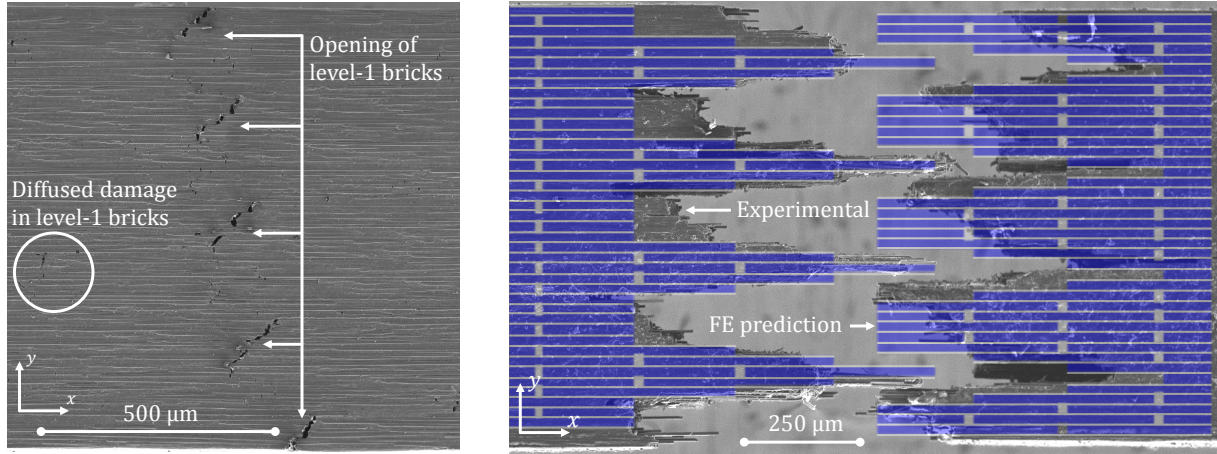 Opening of
level-1 bricks
Diffused damage
in level-1 bricks
y
x
500 μm
Experimental
FE prediction
y
x
250 μm